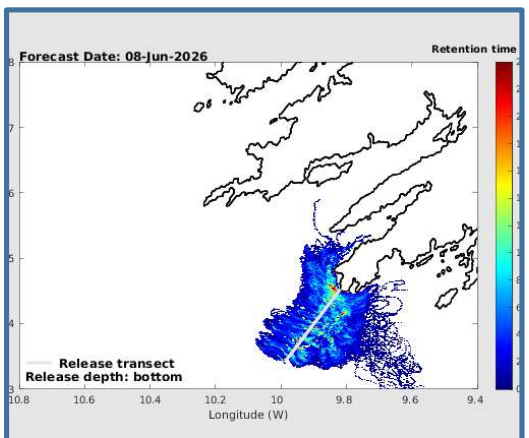 Forecast Date: 08-Jun-2026
Retention time
8
7
6
5
4
3
Release transect
Release depth: bottom
10.8 10.6 10.4 10.2 10 9.8 9.6 9.4
Longitude (W)